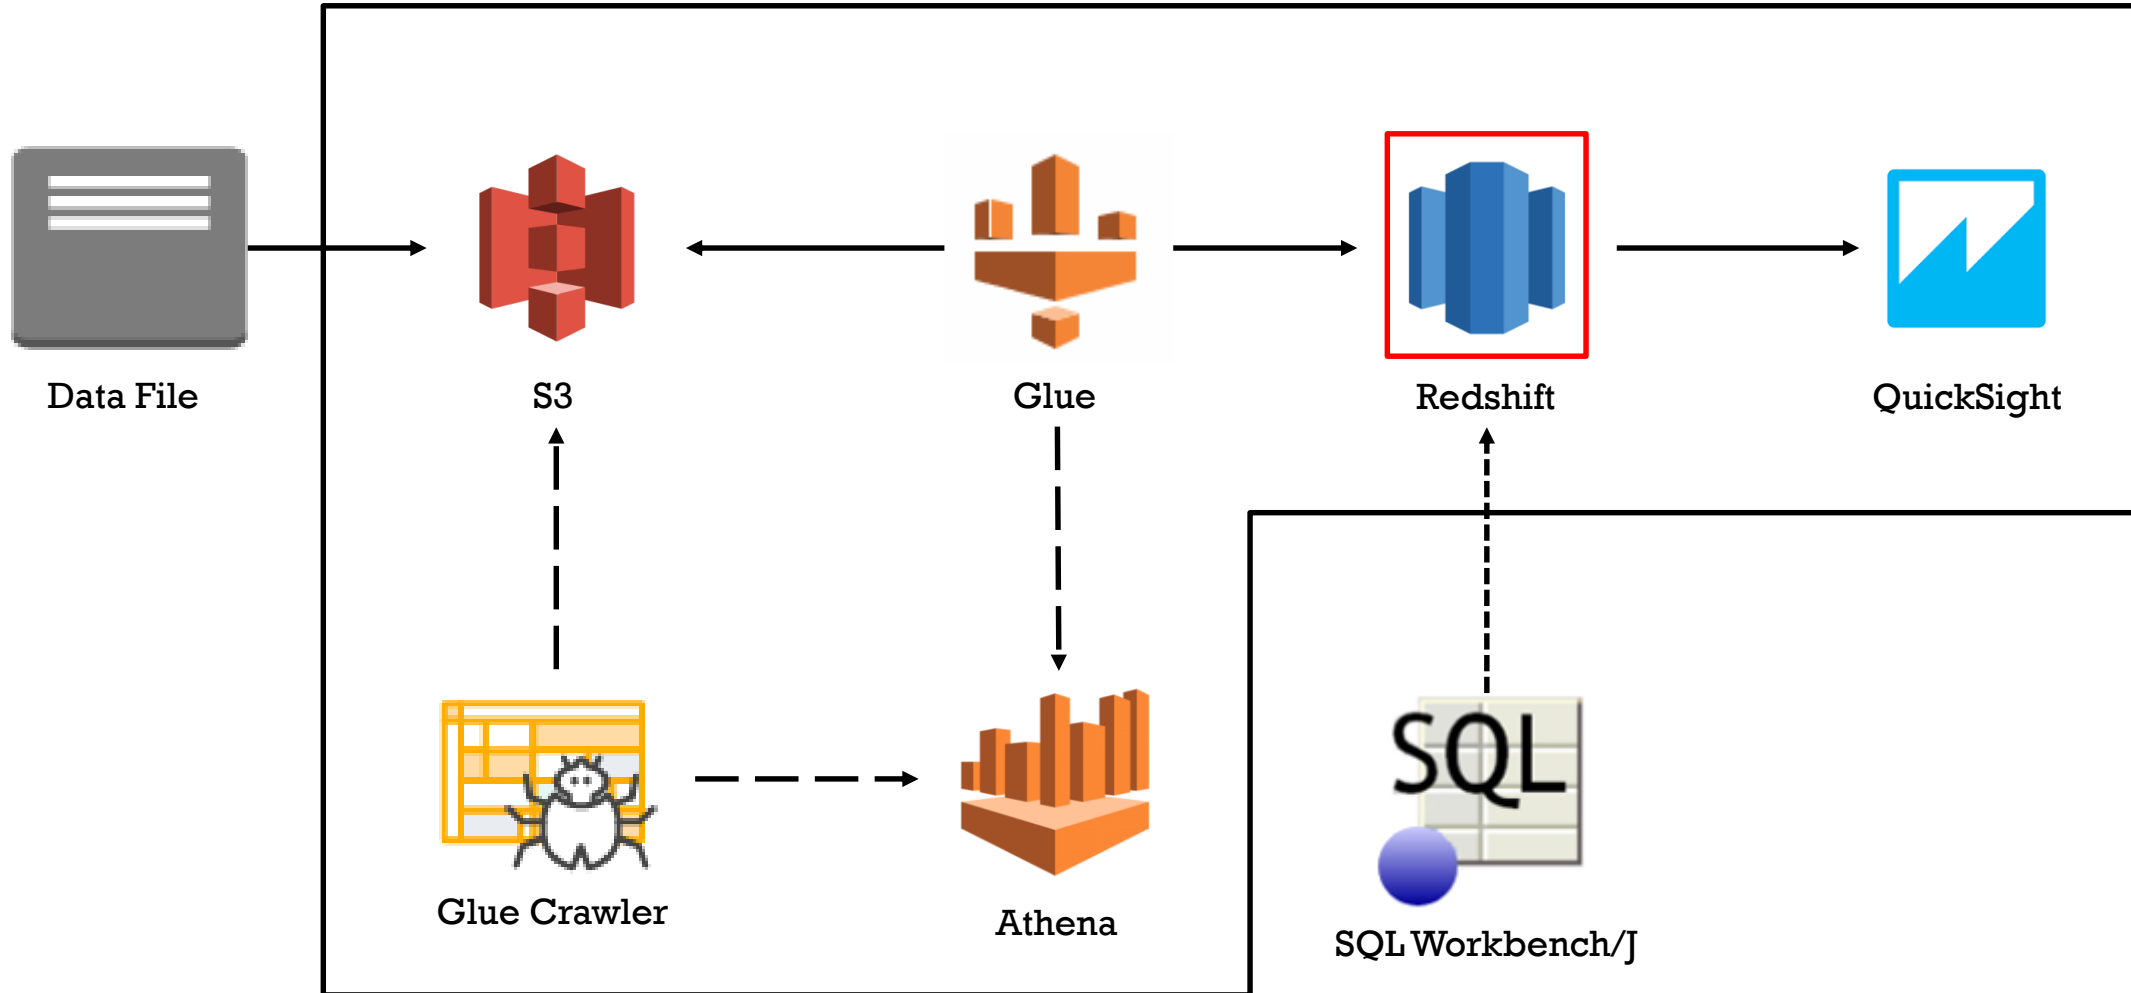 Data File
S3
Glue
Redshift
QuickSight
SQL
Glue Crawler
Athena
SQL Workbench/J